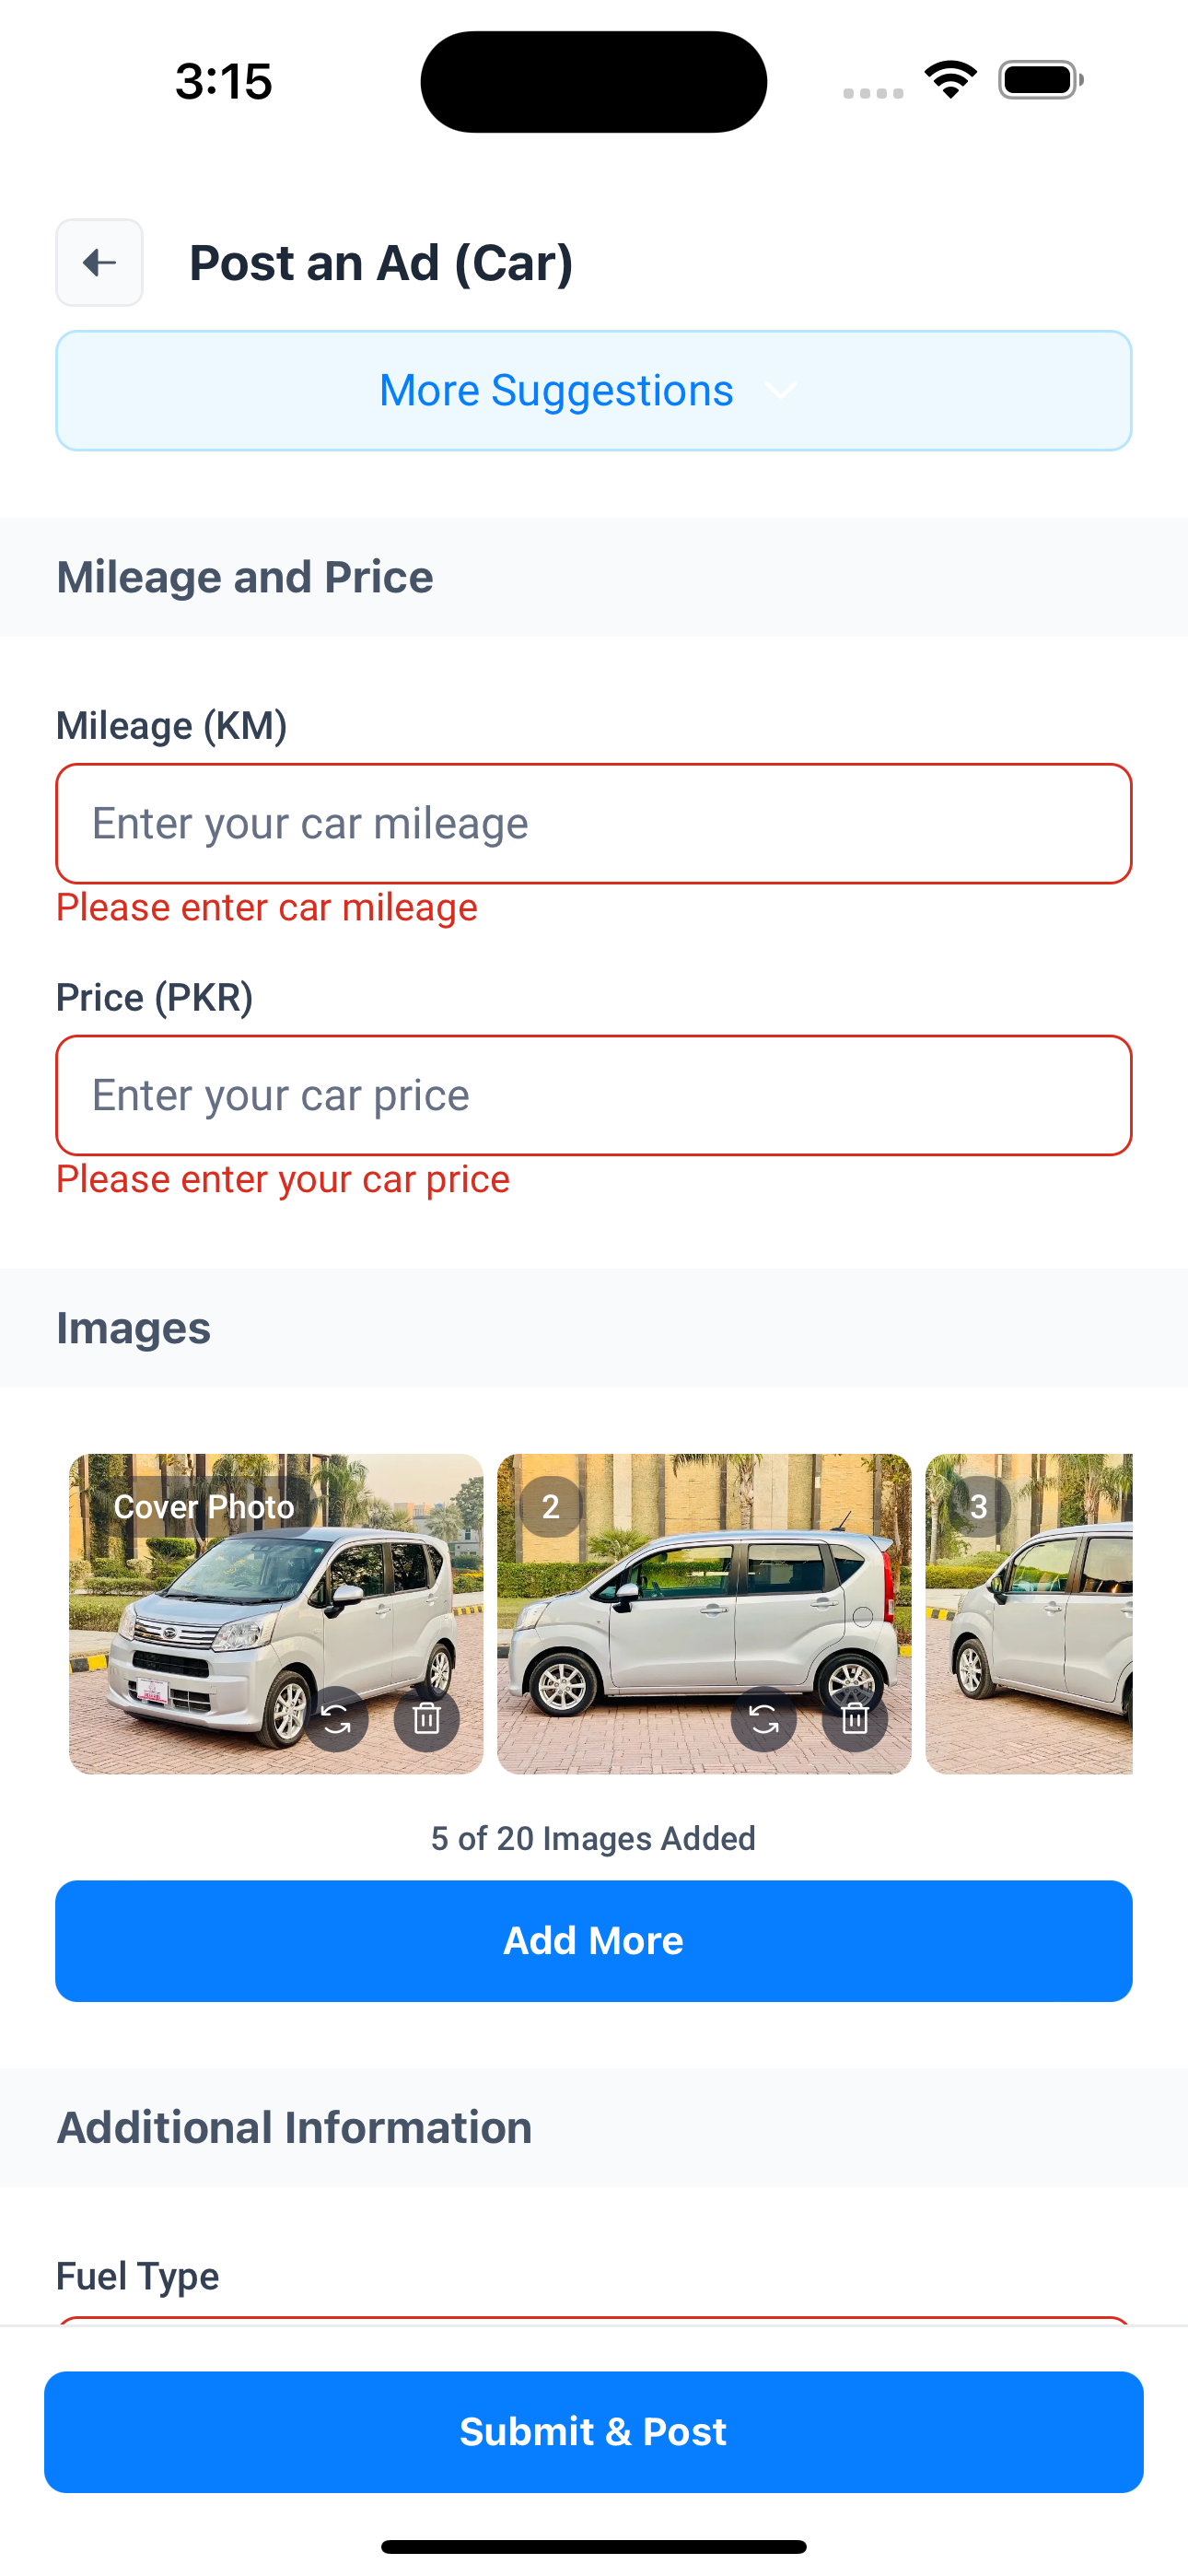 3:15
Post an Ad (Car)
More Suggestions
Mileage and Price
Mileage (KM)
Enter your car mileage
Please enter car mileage
Price (PKR)
Enter your car price
Please enter your car price
Images
Cover Photo
2
3
5 of 20 Images Added
Add More
Additional Information
Fuel Type
Submit & Post